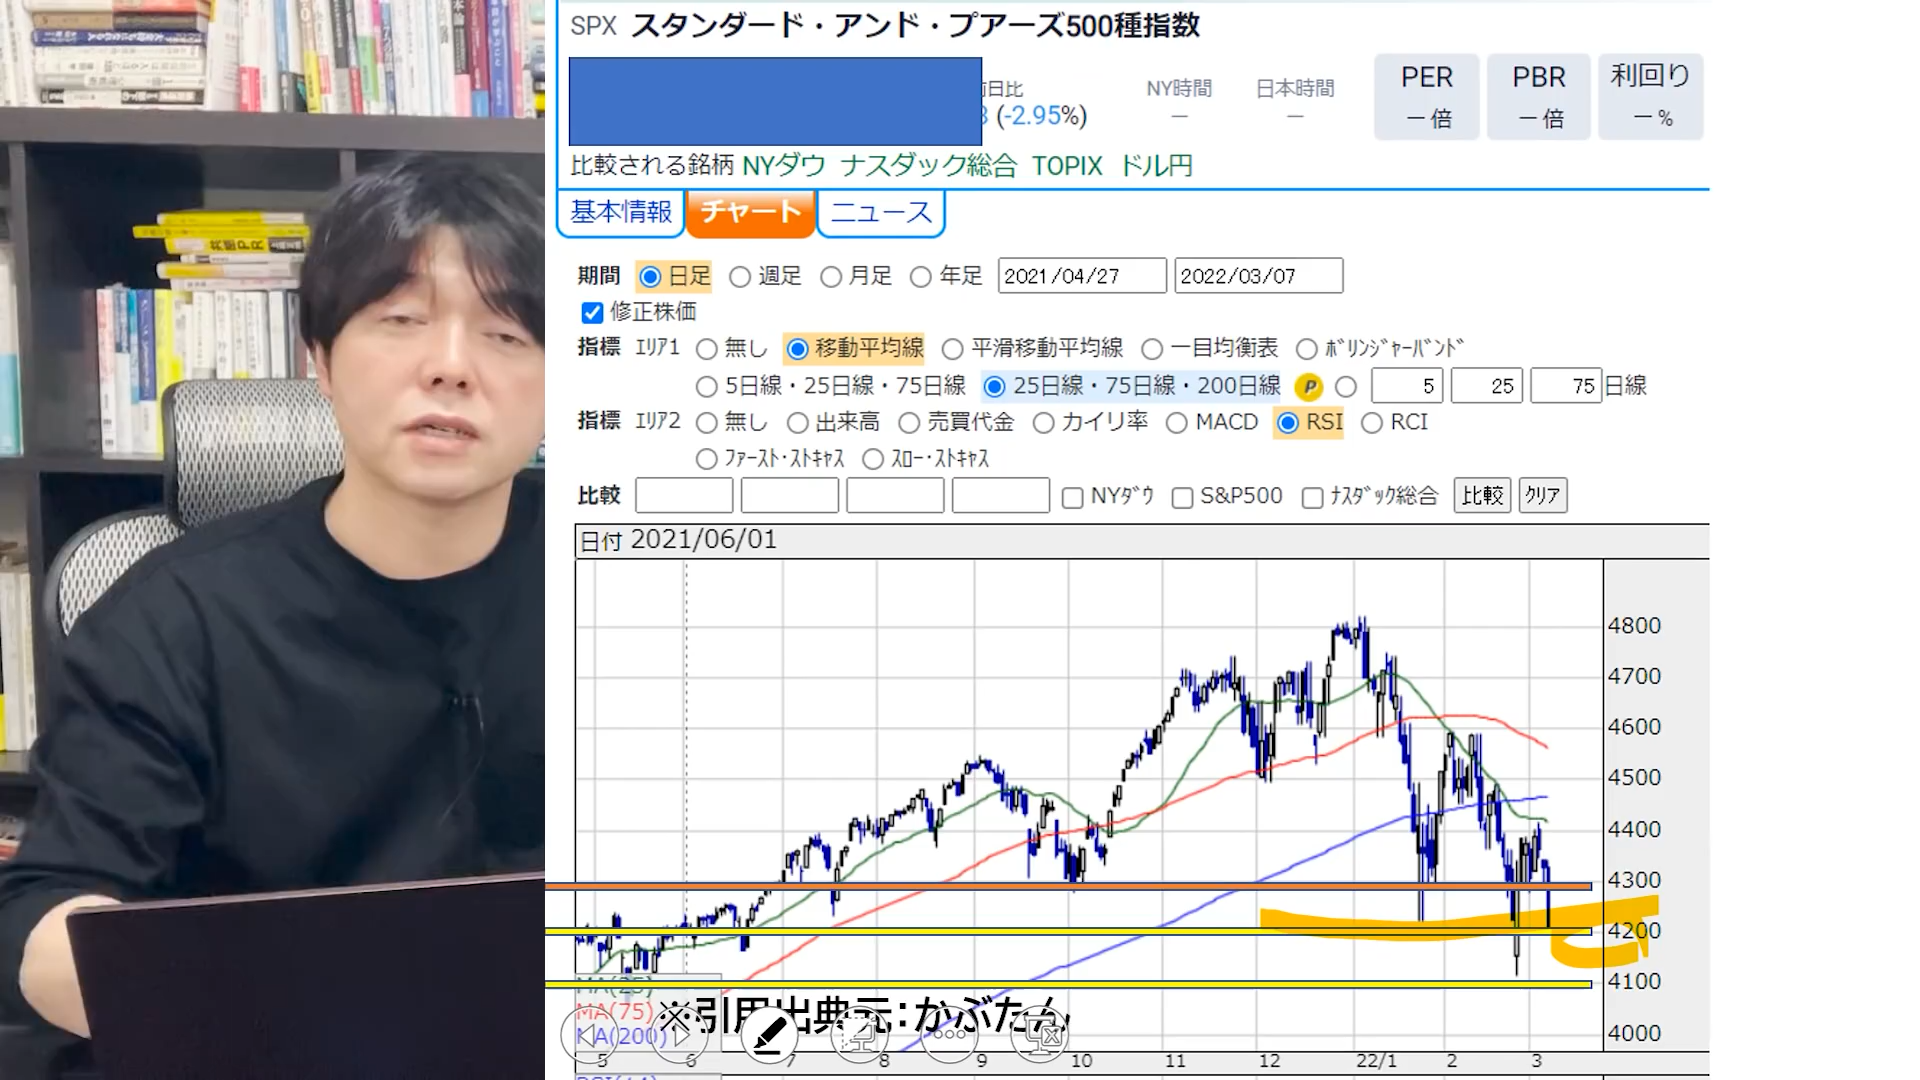 SPX スタンダード・アンド・プアーズ500種指数
前日比 NY時間 日本時間 PER PBR 利回り
(-2.95%) － － －倍 －倍 －%
比較される銘柄 NYダウ ナスダック総合 TOPIX ドル円
基本情報 チャート ニュース
期間 日足 週足 月足 年足 2021/04/27 2022/03/07
修正株価
指標 ｴﾘｱ1 無し 移動平均線 平滑移動平均線 一目均衡表 ﾎﾞﾘﾝｼﾞｬｰﾊﾞﾝﾄﾞ
5日線・25日線・75日線 25日線・75日線・200日線 P 5 25 75 日線
指標 ｴﾘｱ2 無し 出来高 売買代金 カイリ率 MACD RSI RCI
ﾌｧｰｽﾄ･ｽﾄｷｬｽ ｽﾛｰ･ｽﾄｷｬｽ
比較 NYﾀﾞｳ S&P500 ﾅｽﾀﾞｯｸ総合 比較 ｸﾘｱ
日付 2021/06/01
4800
4700
4600
4500
4400
4300
4200
4100
4000
MA(25)
MA(75)
MA(200)
※引用出典元：かぶたん
5 6 7 8 9 10 11 12 22/1 2 3